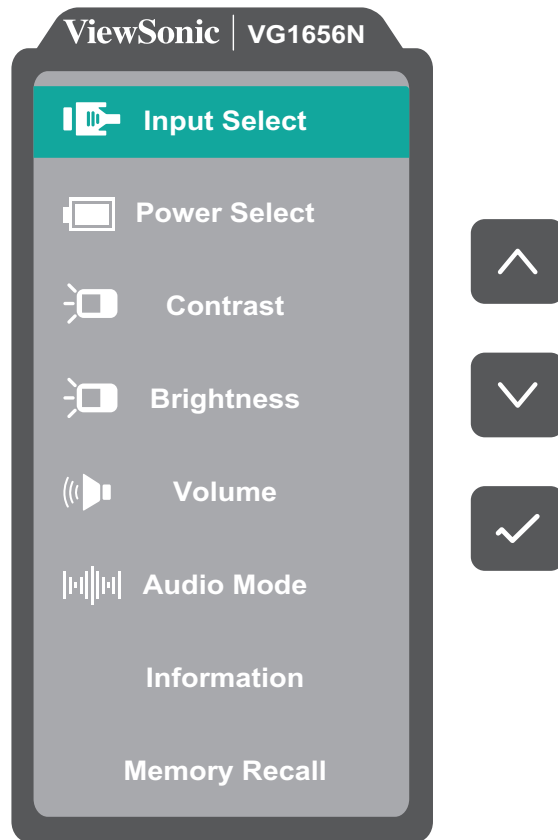 ViewSonic | VG1656N
Input Select
Power Select
Contrast
Brightness
Volume
Audio Mode
Information
Memory Recall